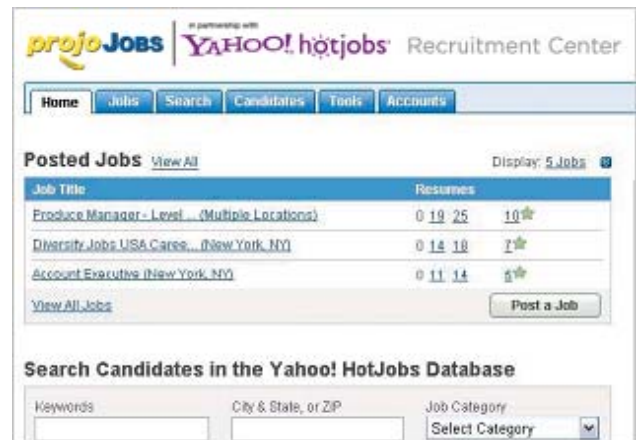 in partnership with
projoJobs YAHOO! hotjobs Recruitment Center
Home Jobs Search Candidates Tools Accounts
Posted Jobs View All Display: 5 Jobs
Job Title Resumes
Produce Manager - Level ... (Multiple Locations) 0 19 25 10
Diversity Jobs USA Caree... (New York, NY) 0 14 18 7
Account Executive (New York, NY) 0 11 14 6
View All Jobs Post a Job
Search Candidates in the Yahoo! HotJobs Database
Keywords City & State, or ZIP Job Category
Select Category